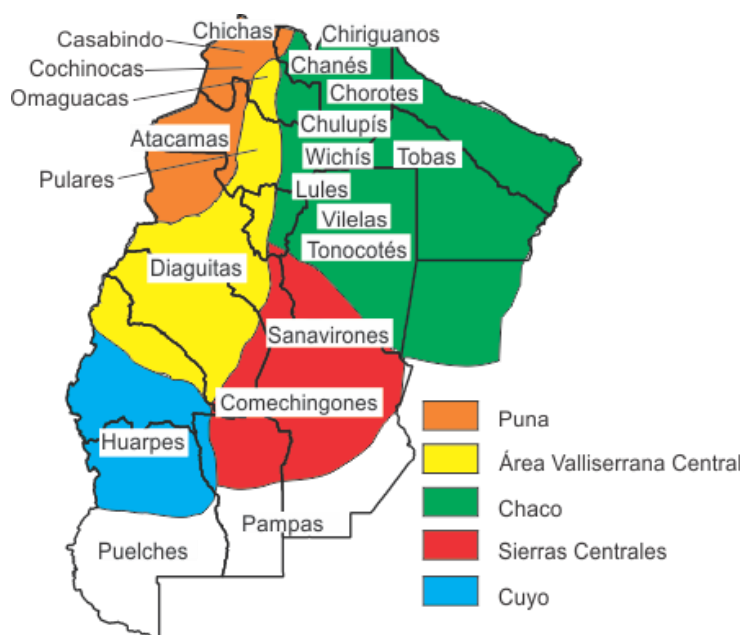 Chichas
Chiriguanos
Casabindo
Cochinocas
Chanés
Omaguacas
Chorotes
Chulupís
Atacamas
Wichís
Tobas
Pulares
Lules
Vilelas
Tonocotés
Diaguitas
Sanavirones
Comechingones
Puna
Huarpes
Área Valliserrana Central
Chaco
Pampas
Puelches
Sierras Centrales
Cuyo